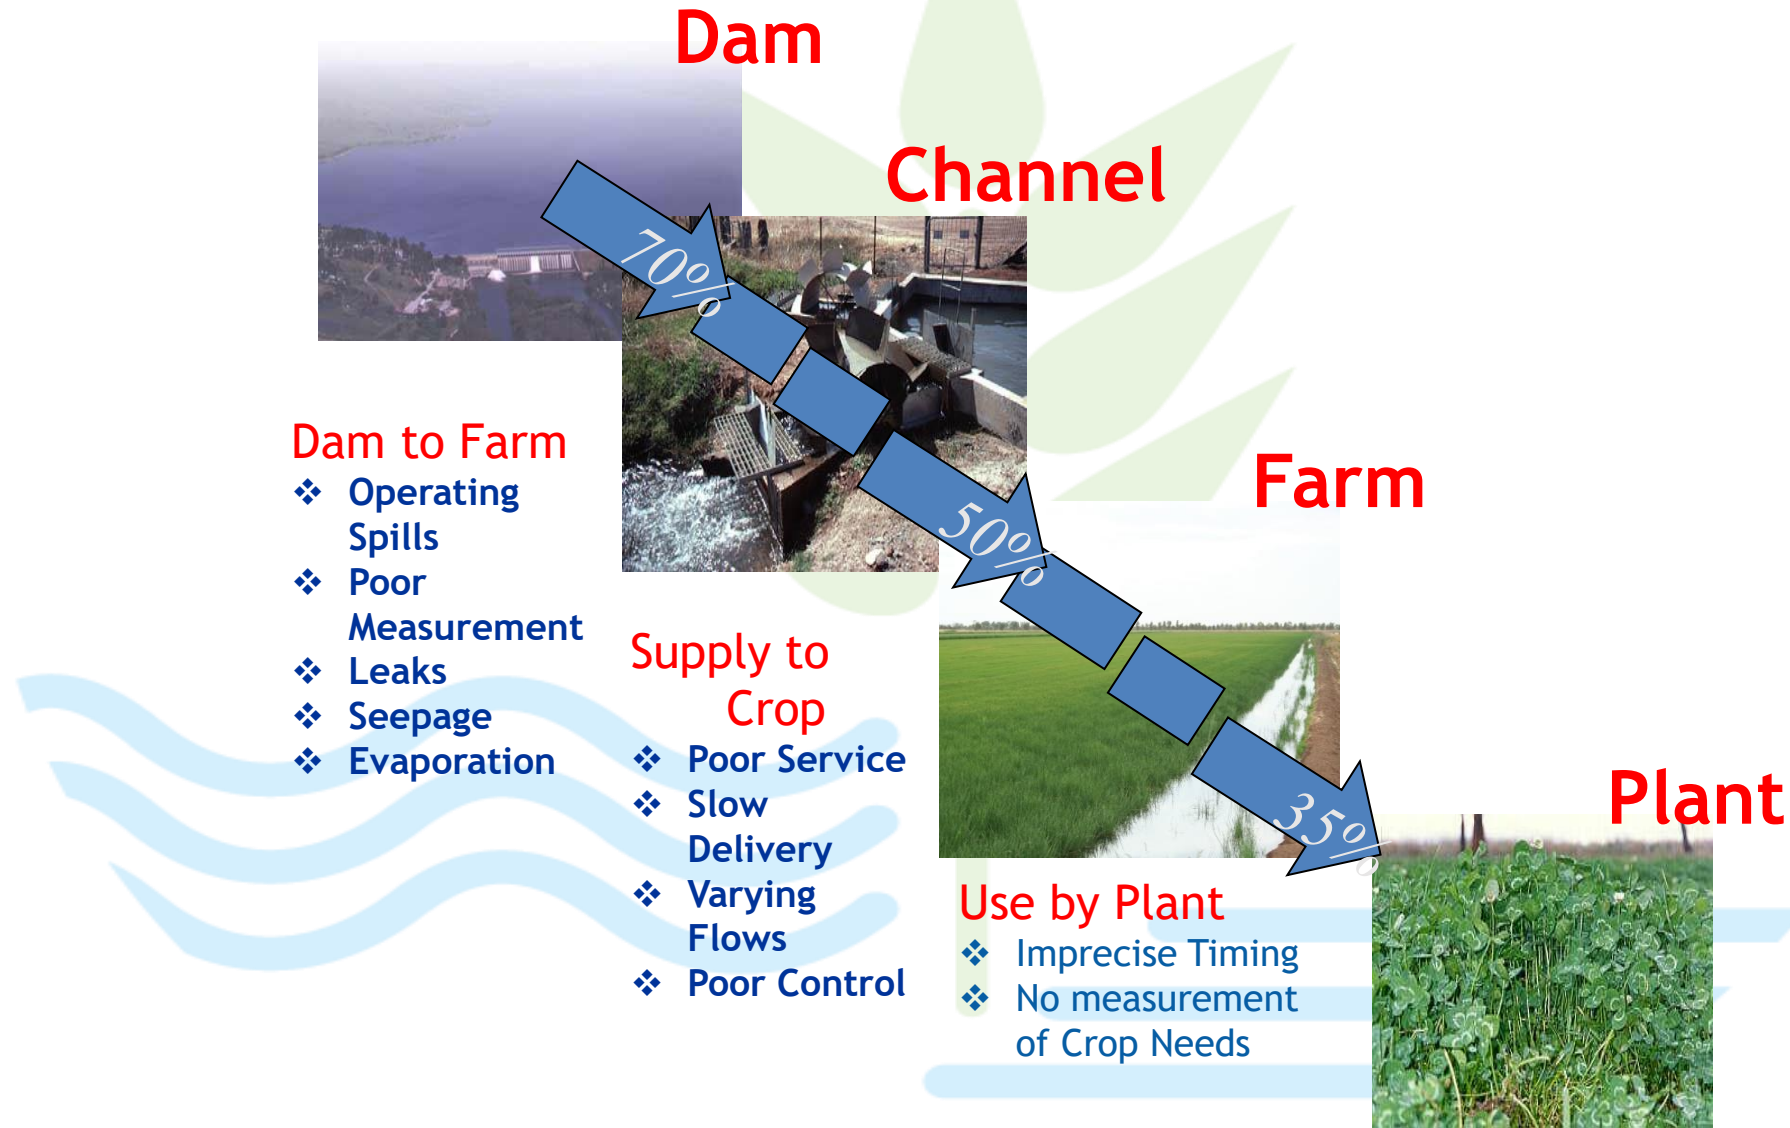 Dam
Channel
70%
Dam to Farm
❖ Operating
Spills
❖ Poor
Measurement
❖ Leaks
❖ Seepage
❖ Evaporation
50%
Farm
Supply to
Crop
❖ Poor Service
❖ Slow
Delivery
❖ Varying
Flows
❖ Poor Control
35%
Plant
Use by Plant
❖ Imprecise Timing
❖ No measurement
of Crop Needs